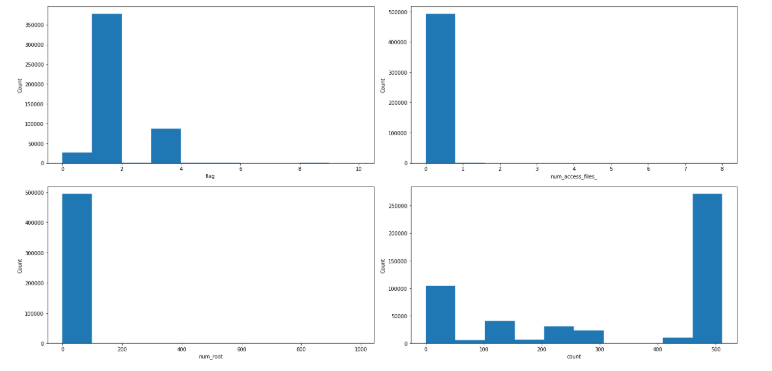 350000
300000
250000
200000
150000
100000
50000
0
Count
0 2 4 6 8 10
flag
500000
400000
300000
200000
100000
0
Count
0 1 2 3 4 5 6 7 8
num_access_files_
500000
400000
300000
200000
100000
0
Count
0 200 400 600 800 1000
num_root
250000
200000
150000
100000
50000
0
Count
0 100 200 300 400 500
count